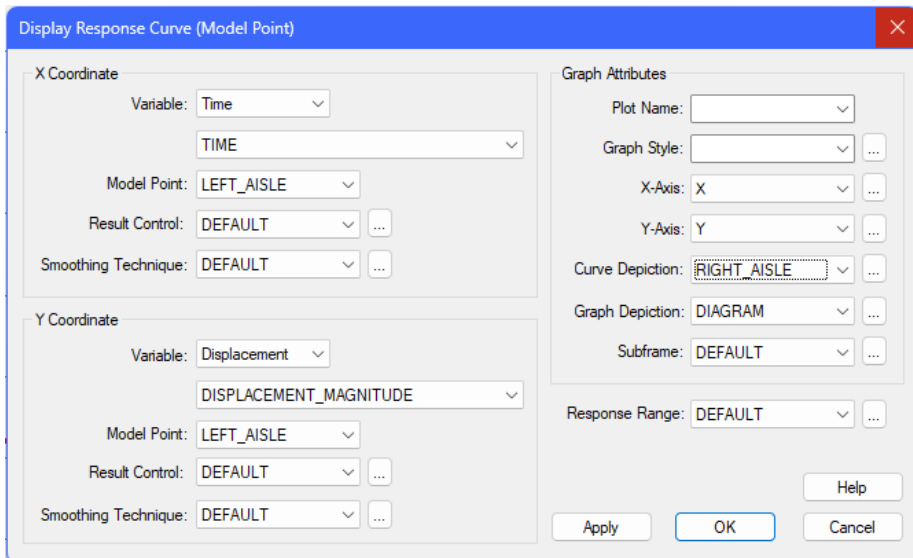 Display Response Curve (Model Point)
X Coordinate
Variable: Time
TIME
Model Point: LEFT_AISLE
Result Control: DEFAULT ...
Smoothing Technique: DEFAULT ...
Y Coordinate
Variable: Displacement
DISPLACEMENT_MAGNITUDE
Model Point: LEFT_AISLE
Result Control: DEFAULT ...
Smoothing Technique: DEFAULT ...
Graph Attributes
Plot Name:
Graph Style: ...
X-Axis: X ...
Y-Axis: Y ...
Curve Depiction: RIGHT_AISLE ...
Graph Depiction: DIAGRAM ...
Subframe: DEFAULT ...
Response Range: DEFAULT ...
Help
Apply OK Cancel